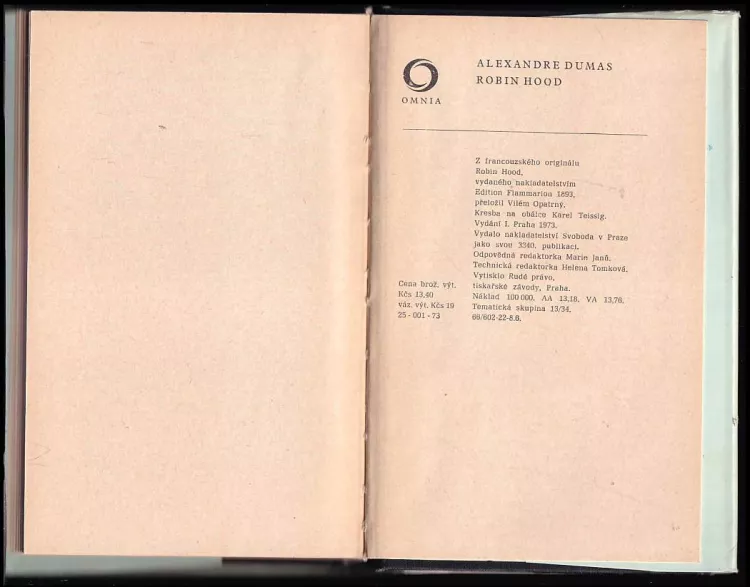 OMNIA
ALEXANDRE DUMAS
ROBIN HOOD
Z francouzského originálu
Robin Hood,
vydaného nakladatelstvím
Edition Flammarion 1893,
přeložil Vilém Opatrný.
Kresba na obálce Karel Teissig.
Vydání I. Praha 1973.
Vydalo nakladatelství Svoboda v Praze
jako svou 3340. publikaci.
Odpovědná redaktorka Marie Janů.
Technická redaktorka Helena Tomková.
Vytisklo Rudé právo,
tiskařské závody, Praha.
Náklad 100 000. AA 13,18. VA 13,76.
Tematická skupina 13/34.
66/602-22-8.6.
Cena brož. výt.
Kčs 13,40
váz. výt. Kčs 19
25 - 001 - 73